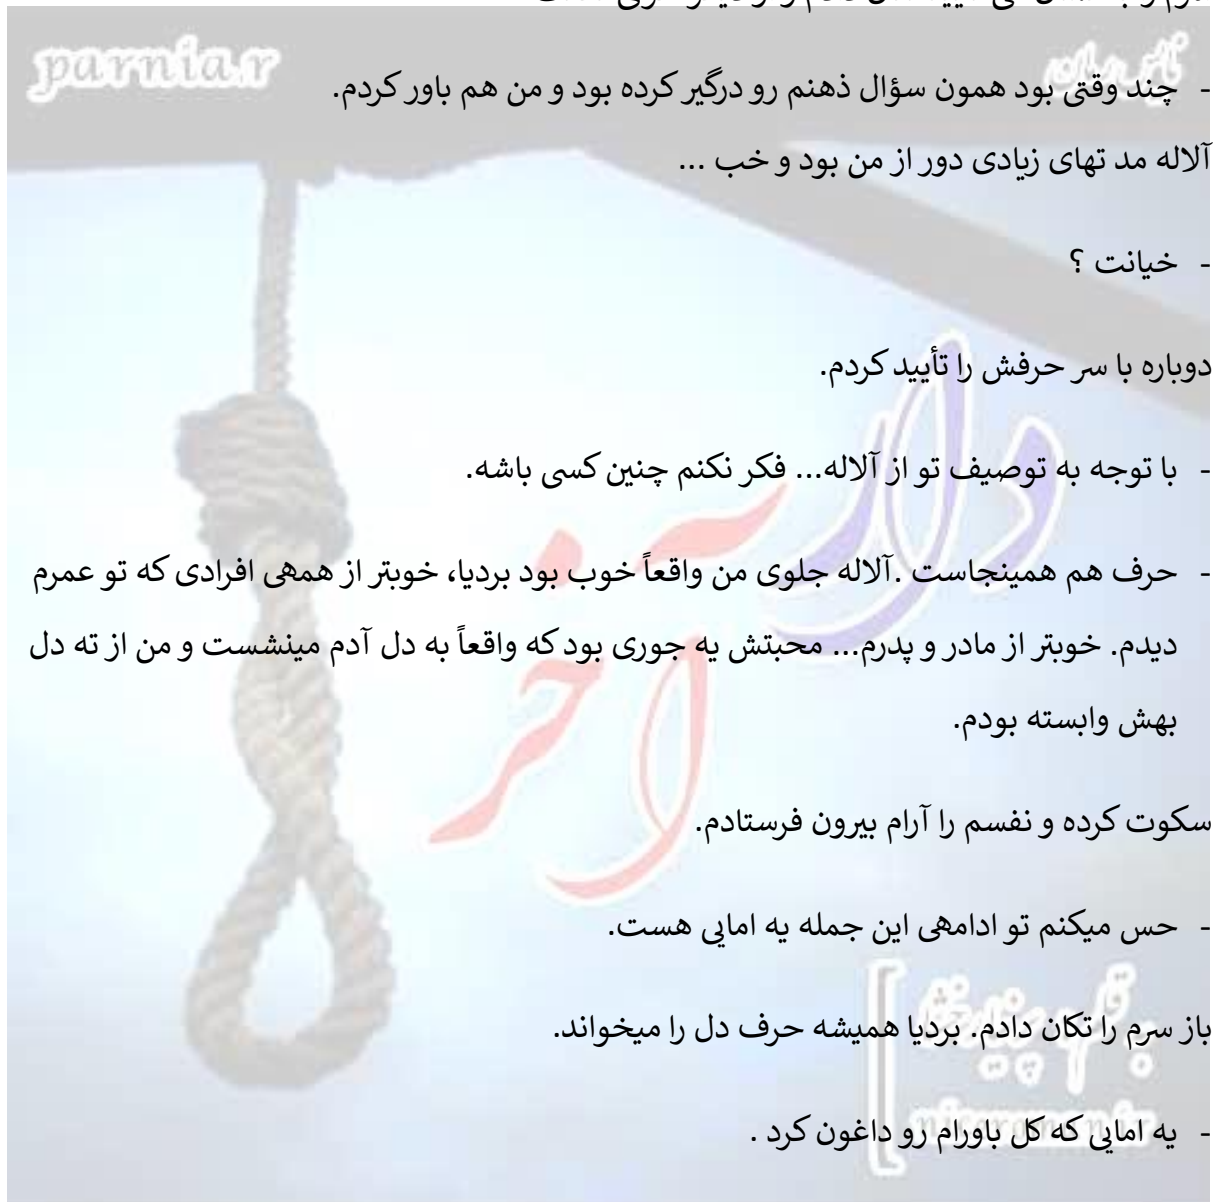 parnia.r
- چند وقتی بود همون سؤال ذهنم رو درگیر کرده بود و من هم باور کردم.
آلاله مد تهای زیادی دور از من بود و خب ...
- خیانت ؟
دوباره با سر حرفش را تأیید کردم.
- با توجه به توصیف تو از آلاله... فکر نکنم چنین کسی باشه.
- حرف هم همینجاست .آلاله جلوی من واقعاً خوب بود بردیا، خوبتر از همهی افرادی که تو عمرم
دیدم. خوبتر از مادر و پدرم... محبتش یه جوری بود که واقعاً به دل آدم مینشست و من از ته دل
بهش وابسته بودم.
دار
آخر
سکوت کرده و نفسم را آرام بیرون فرستادم.
- حس میکنم تو ادامهی این جمله یه امایی هست.
باز سرم را تکان دادم. بردیا همیشه حرف دل را میخواند.
- یه امایی که کل باورام رو داغون کرد .